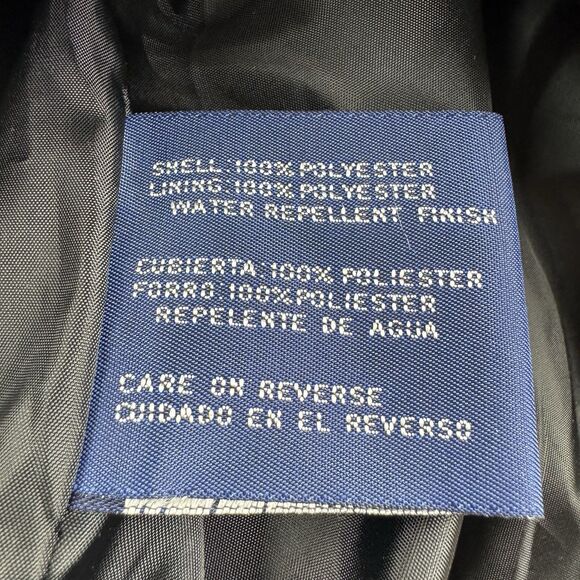 SHELL:100% POLYESTER
LINING:100% POLYESTER
WATER REPELLENT FINISH
CUBIERTA:100% POLIESTER
FORRO:100%POLIESTER
REPELENTE DE AGUA
CARE ON REVERSE
CUIDADO EN EL REVERSO